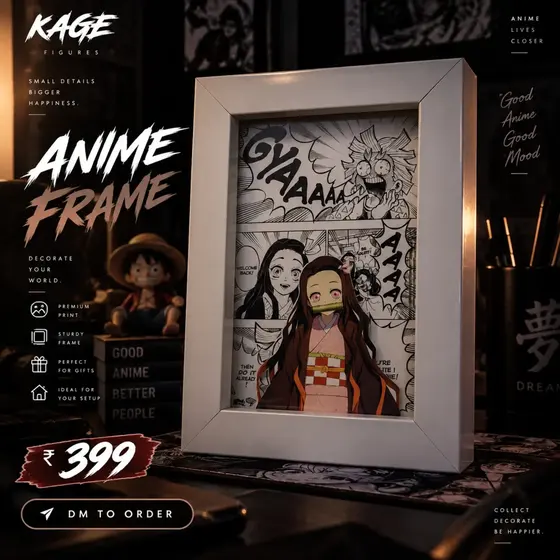 KAGE
FIGURES
SMALL DETAILS
BIGGER
HAPPINESS.
ANIME
LIVES
CLOSER
"Good
Anime
Good
Mood
ANIME
FRAME
DECORATE
YOUR
WORLD.
PREMIUM
PRINT
STURDY
FRAME
PERFECT
FOR GIFTS
IDEAL FOR
YOUR SETUP
GOOD
ANIME
BETTER
PEOPLE
GYAAAAAAA
WELCOME
BACK!
AAAA
THEN
DO IT
ALREADY
夢
DREAM
₹ 399
DM TO ORDER
COLLECT
DECORATE
BE HAPPIER.